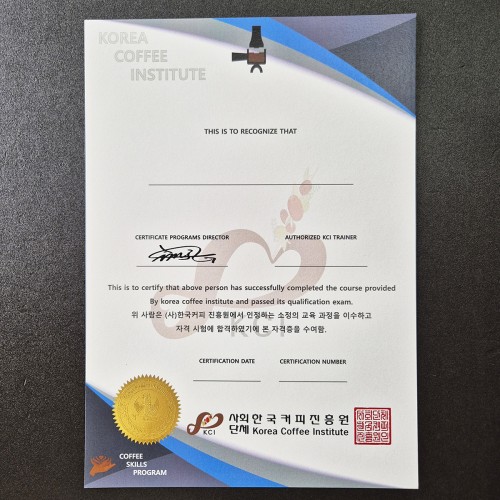 KOREA
COFFEE
INSTITUTE
THIS IS TO RECOGNIZE THAT
CERTIFICATE PROGRAMS DIRECTOR
AUTHORIZED KCI TRAINER
This is to certify that above person has successfully completed the course provided
By korea coffee institute and passed its qualification exam.
위 사람은 (사)한국커피 진흥원에서 인정하는 소정의 교육 과정을 이수하고
자격 시험에 합격하였기에 본 자격증을 수여함.
KCI
CERTIFICATION DATE
CERTIFICATION NUMBER
KCI
사외한국커피진흥원
단체 Korea Coffee Institute
COFFEE
SKILLS
PROGRAM